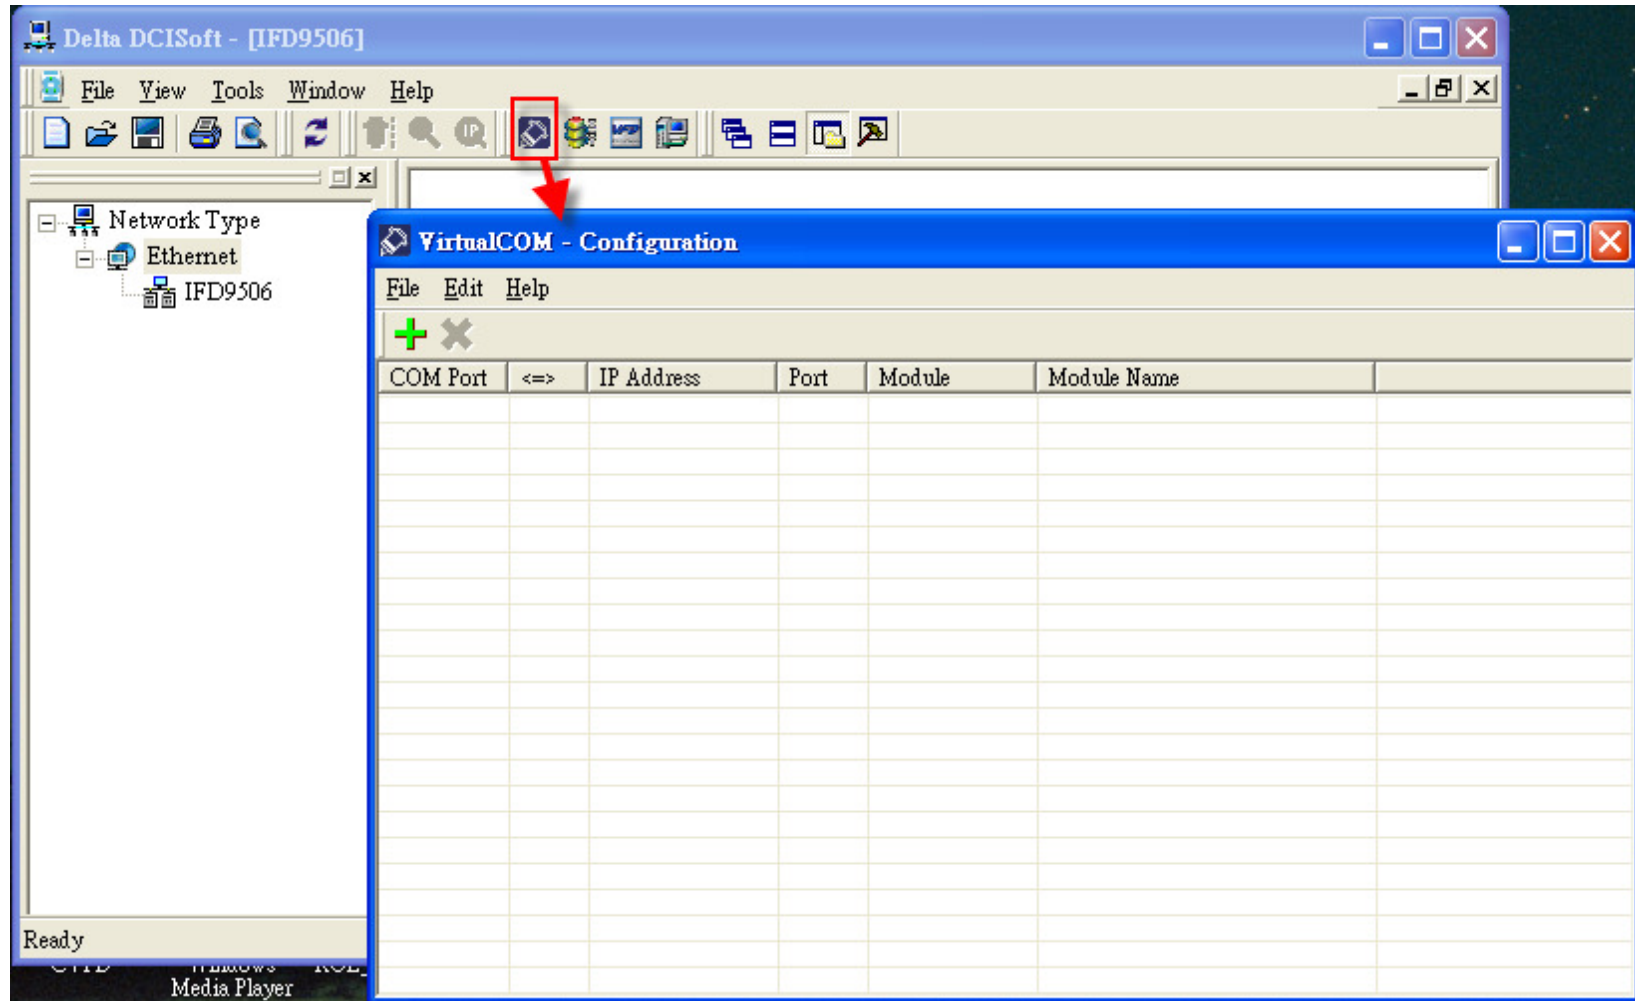 Delta DCISoft - [IFD9506]
File View Tools Window Help
Network Type
Ethernet
IFD9506
VirtualCOM - Configuration
File Edit Help
COM Port <=> IP Address Port Module Module Name
Ready
Media Player